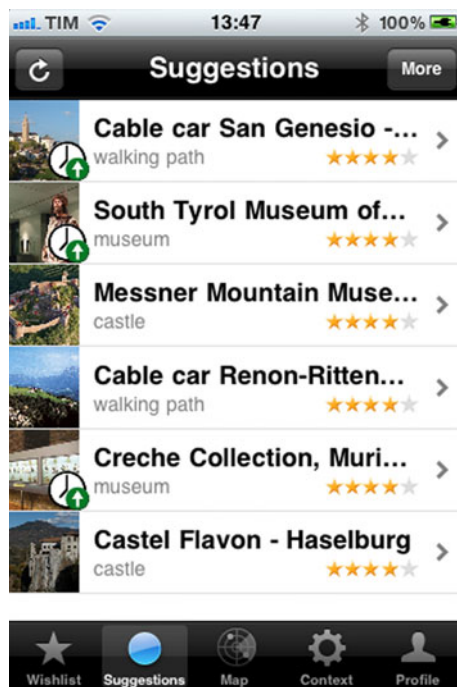 TIM 13:47 100%
Suggestions More
Cable car San Genesio -...
walking path
South Tyrol Museum of...
museum
Messner Mountain Muse...
castle
Cable car Renon-Ritten...
walking path
Creche Collection, Muri...
museum
Castel Flavon - Haselburg
castle
Wishlist Suggestions Map Context Profile